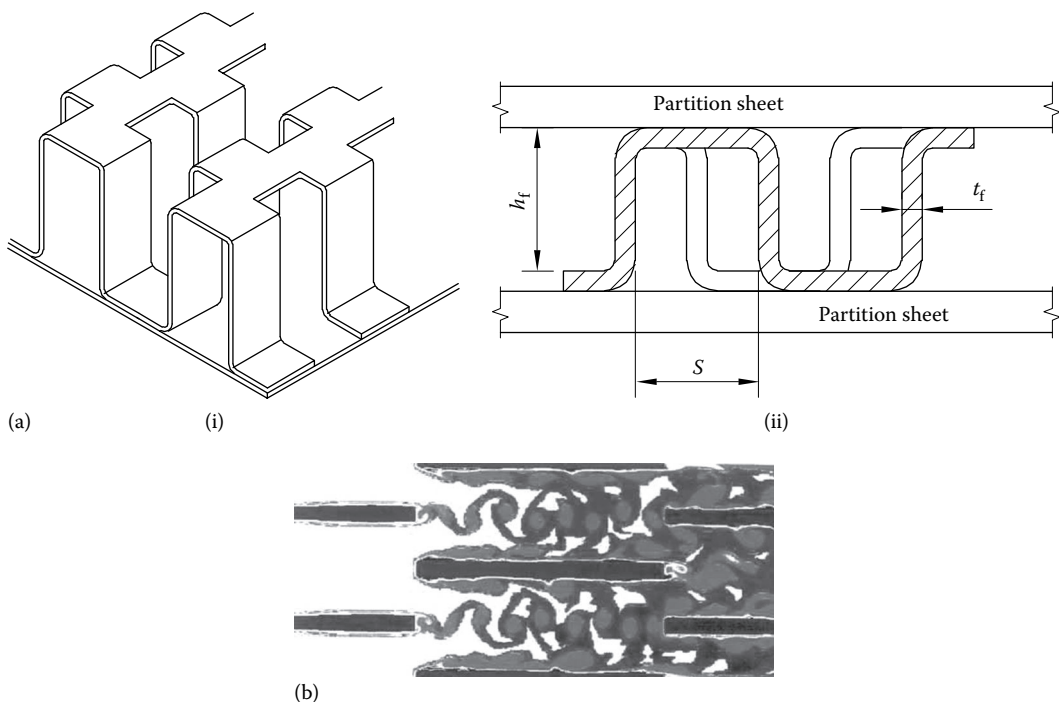 Partition sheet
h_f
t_f
Partition sheet
S
(a)
(i)
(ii)
(b)